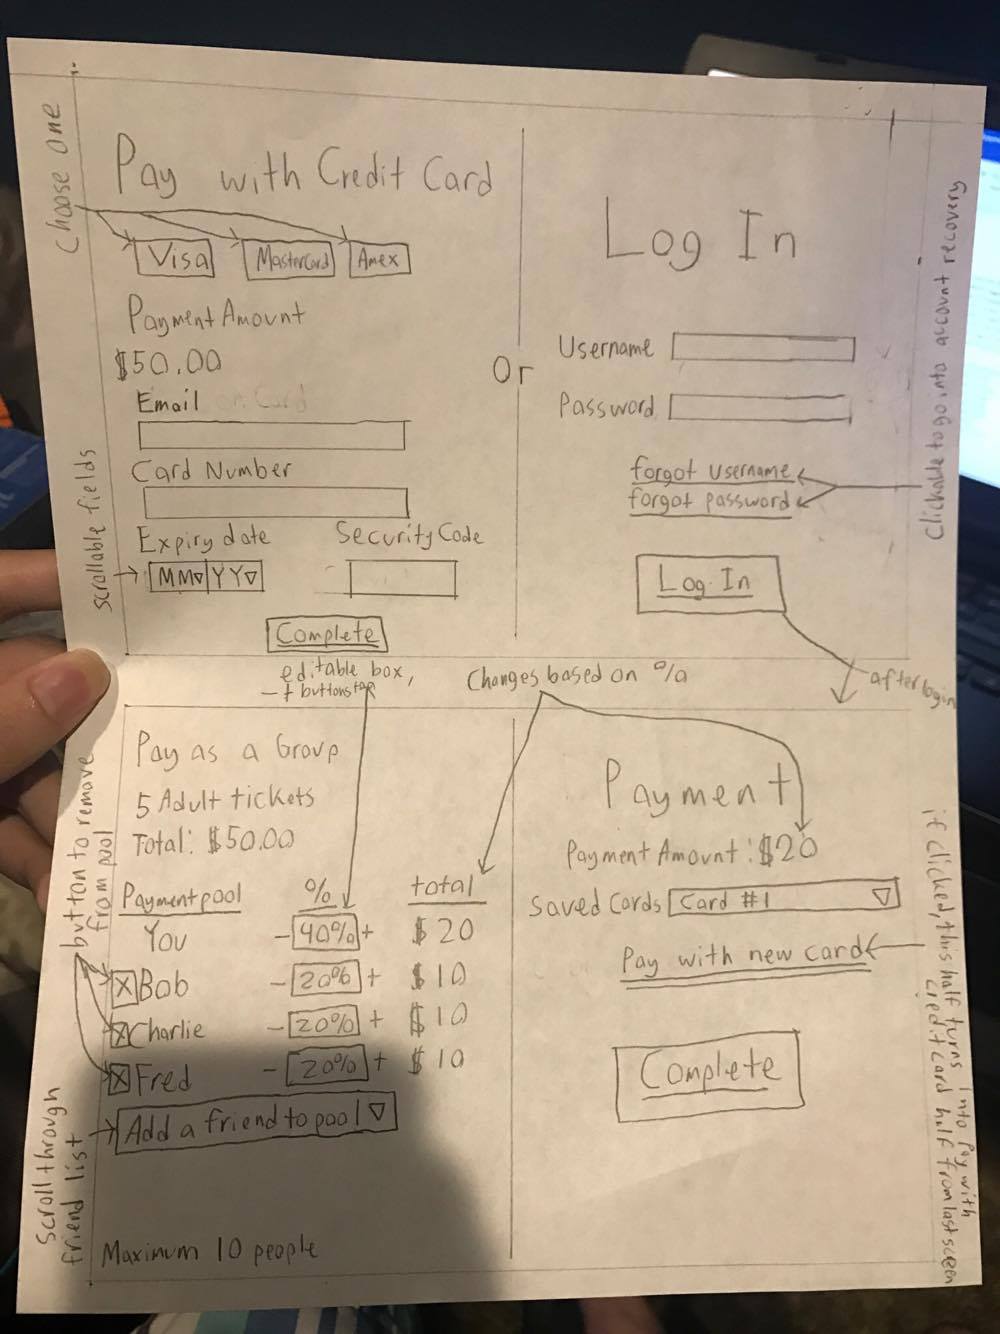 Choose one
Pay with Credit Card
Visa
Mastercard
Amex
Payment Amount
$50.00
Email on Card
Card Number
scrollable fields
Expiry date
Security Code
MM
YY
Complete
Or
Log In
Username
Password
forgot username
forgot password
Clickable to go into account recovery
Log In
after login
editable box,
- + buttons too
Changes based on %
button to remove
from pool
Pay as a Group
5 Adult tickets
Total: $50.00
Payment pool % total
You - 40% + $20
X Bob - 20% + $10
X Charlie - 20% + $10
X Fred - 20% + $10
Add a friend to pool
Scroll through
friend list
Maximum 10 people
Payment
Payment Amount: $20
Saved Cards Card #1
Pay with new card
Complete
if clicked, this half turns into pay with
credit card half from last screen